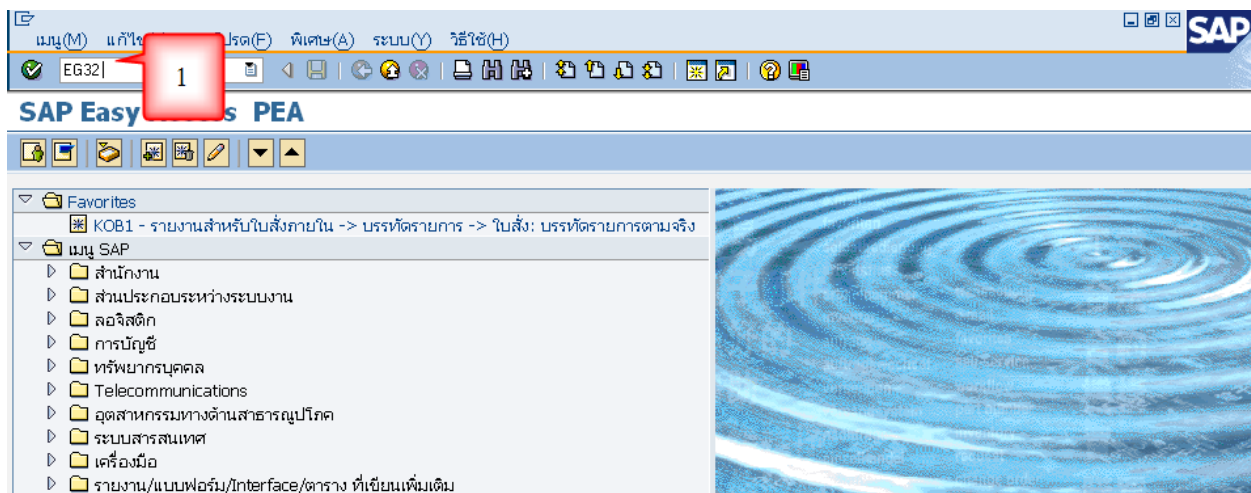 เมนู(M) แก้ไข โปรด(F) พิเศษ(A) ระบบ(Y) วิธีใช้(H)
SAP
EG32
1
SAP Easy s PEA
Favorites
KOB1 - รายงานสำหรับใบสั่งภายใน -> บรรทัดรายการ -> ใบสั่ง: บรรทัดรายการตามจริง
เมนู SAP
สำนักงาน
ส่วนประกอบระหว่างระบบงาน
ลอจิสติก
การบัญชี
ทรัพยากรบุคคล
Telecommunications
อุตสาหกรรมทางด้านสาธารณูปโภค
ระบบสารสนเทศ
เครื่องมือ
รายงาน/แบบฟอร์ม/Interface/ตาราง ที่เขียนเพิ่มเติม